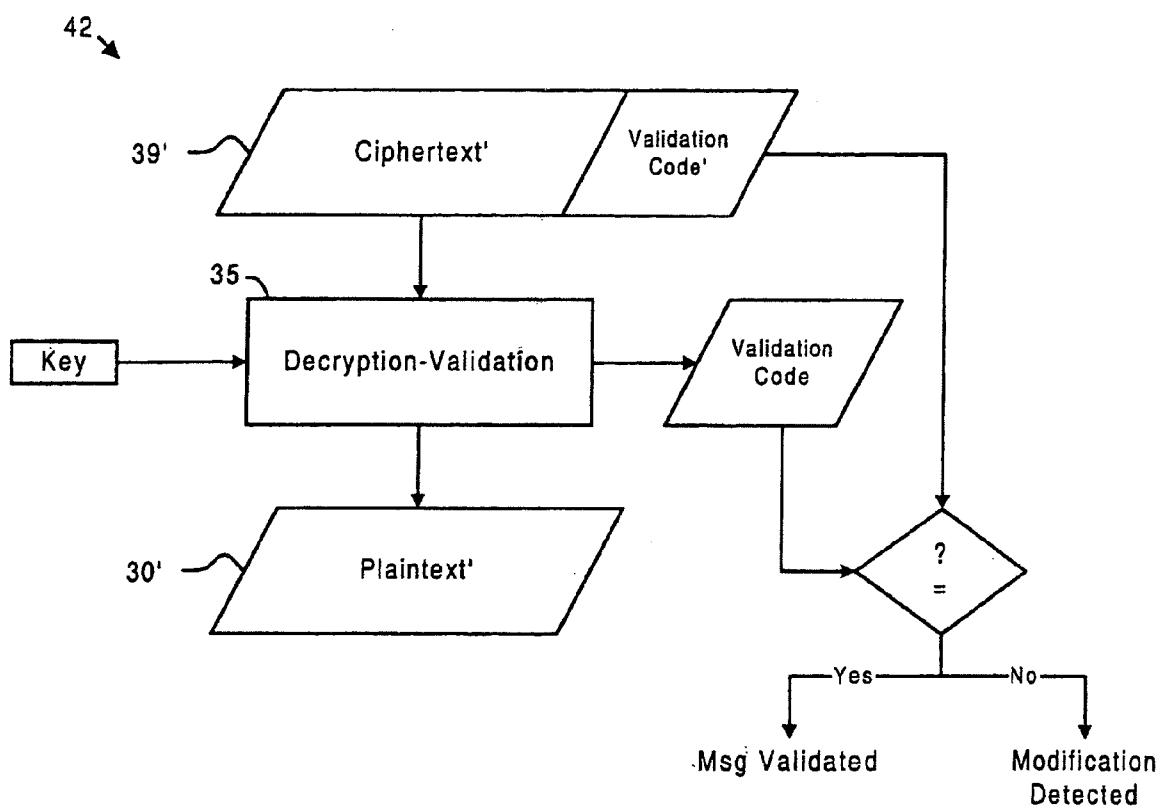 42
39'
Ciphertext'
Validation
Code'
35
Key
Decryption-Validation
Validation
Code
30'
Plaintext'
?
=
Yes
No
Msg Validated
Modification
Detected